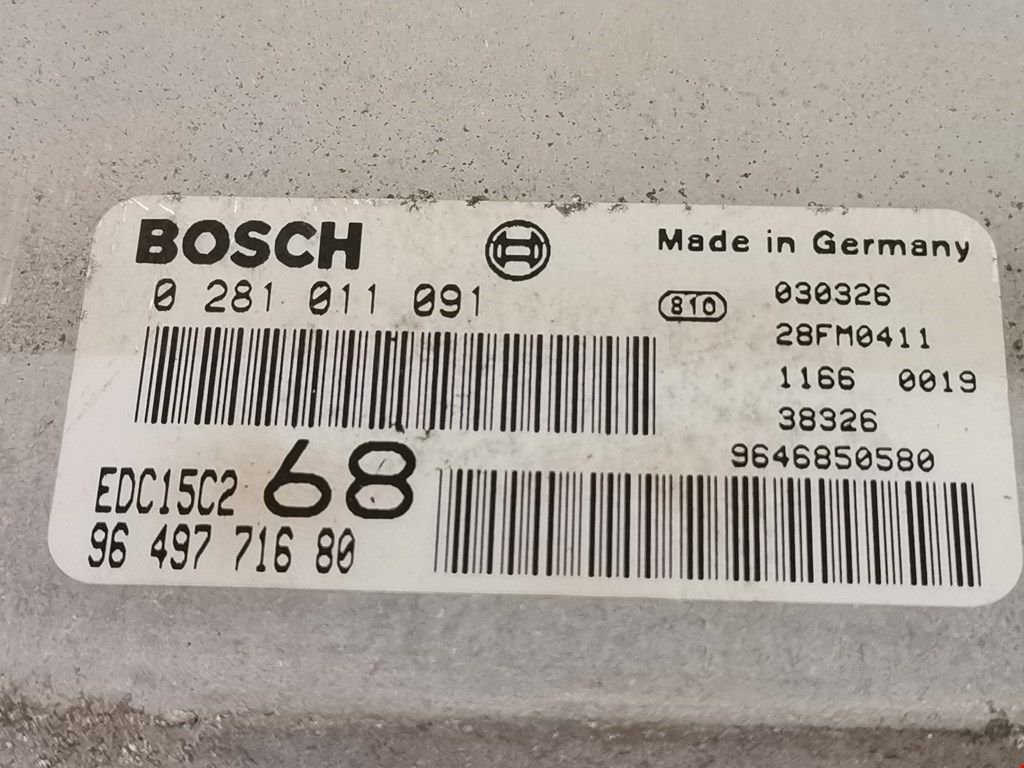 BOSCH
Made in Germany
0 281 011 091
810
030326
28FM0411
1166 0019
38326
9646850580
EDC15C2 68
96 497 716 80